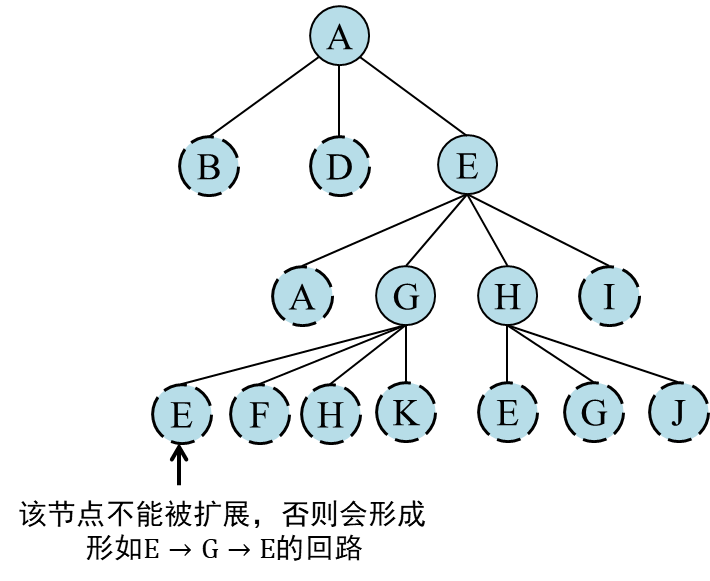 A
B D E
A G H I
E F H K E G J
该节点不能被扩展，否则会形成
形如E → G → E的回路